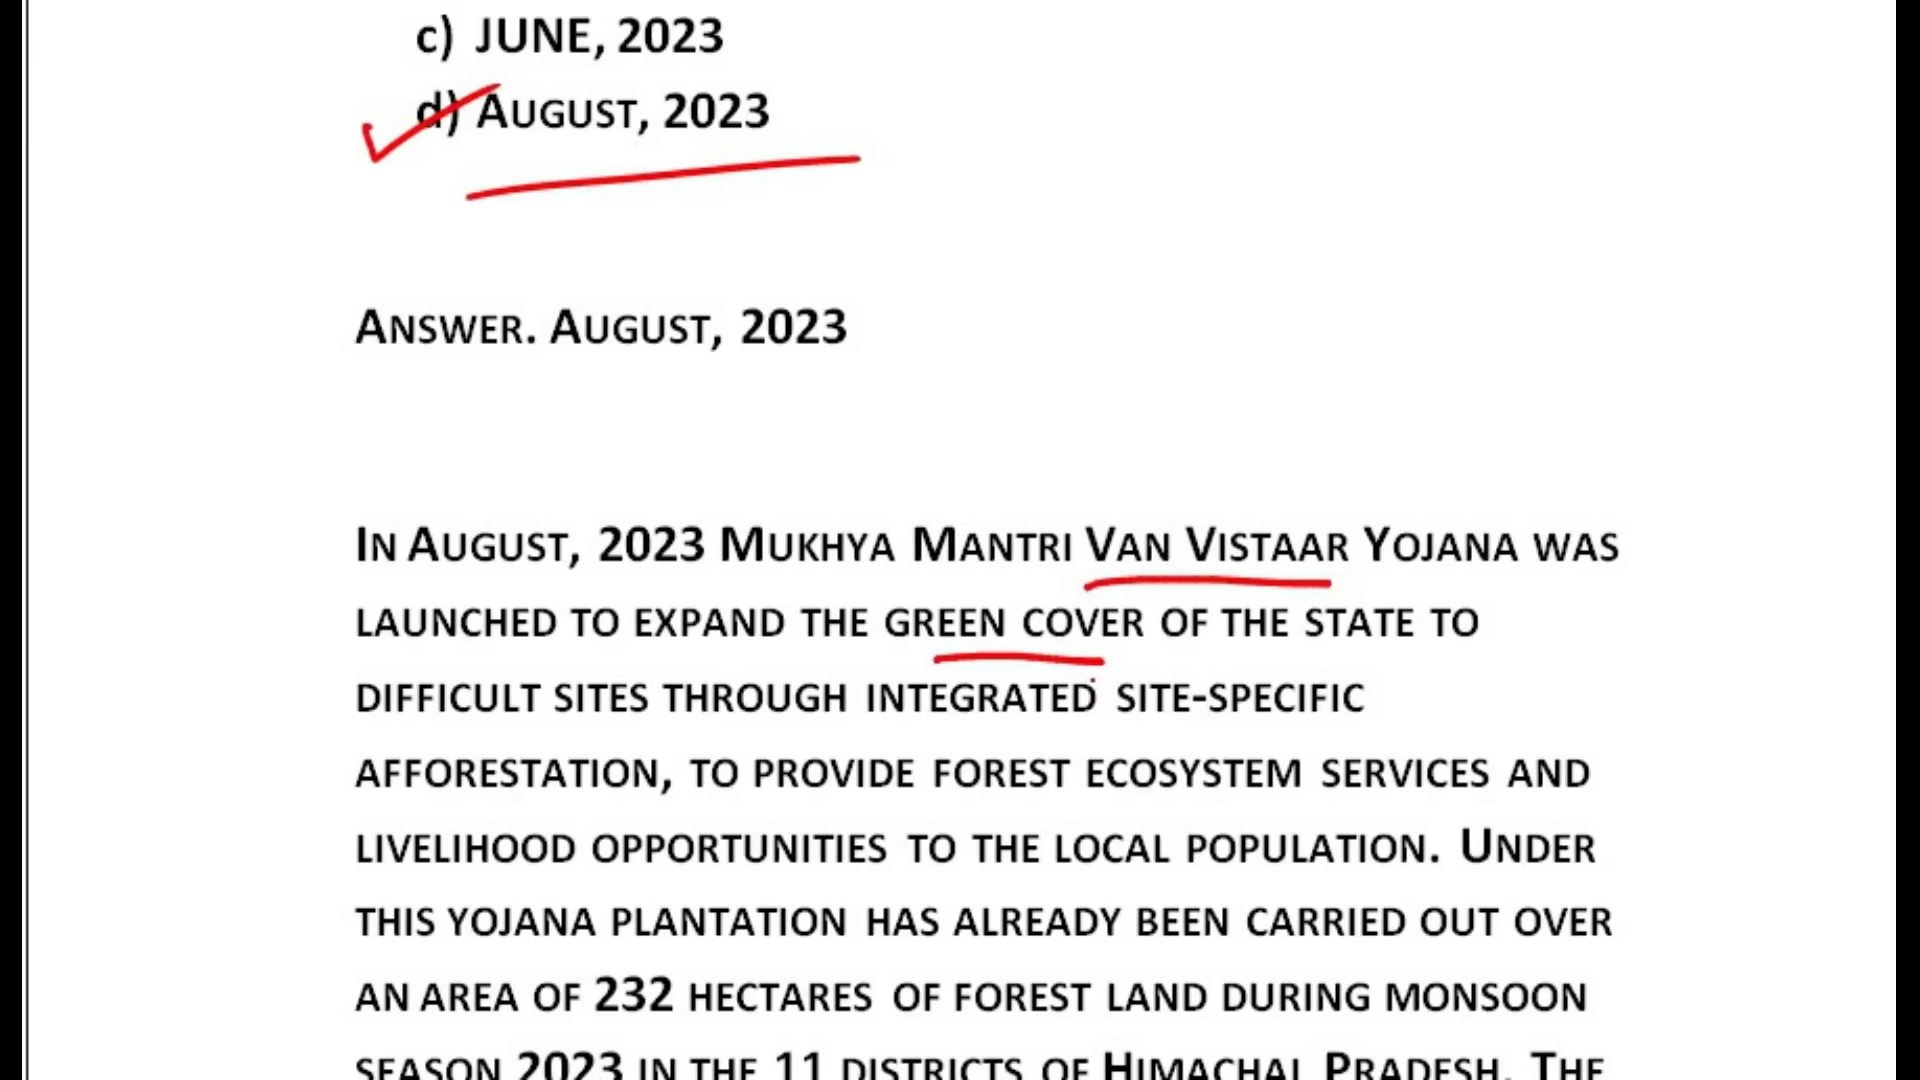 c) JUNE, 2023
d) AUGUST, 2023
ANSWER. AUGUST, 2023
IN AUGUST, 2023 MUKHYA MANTRI VAN VISTAAR YOJANA WAS
LAUNCHED TO EXPAND THE GREEN COVER OF THE STATE TO
DIFFICULT SITES THROUGH INTEGRATED SITE-SPECIFIC
AFFORESTATION, TO PROVIDE FOREST ECOSYSTEM SERVICES AND
LIVELIHOOD OPPORTUNITIES TO THE LOCAL POPULATION. UNDER
THIS YOJANA PLANTATION HAS ALREADY BEEN CARRIED OUT OVER
AN AREA OF 232 HECTARES OF FOREST LAND DURING MONSOON
SEASON 2023 IN THE 11 DISTRICTS OF HIMACHAL PRADESH. THE